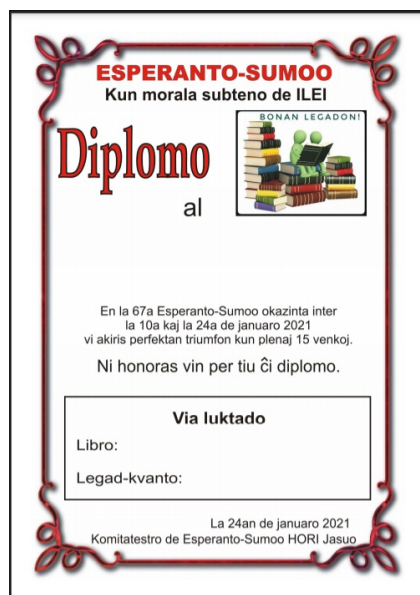 ESPERANTO-SUMOO
Kun morala subteno de ILEI
BONAN LEGADON!
Diplomo
al
En la 67a Esperanto-Sumoo okazinta inter
la 10a kaj la 24a de januaro 2021
vi akiris perfektan triumfon kun plenaj 15 venkoj.
Ni honoras vin per tiu ĉi diplomo.
Via luktado
Libro:
Legad-kvanto:
La 24an de januaro 2021
Komitatestro de Esperanto-Sumoo HORI Jasuo